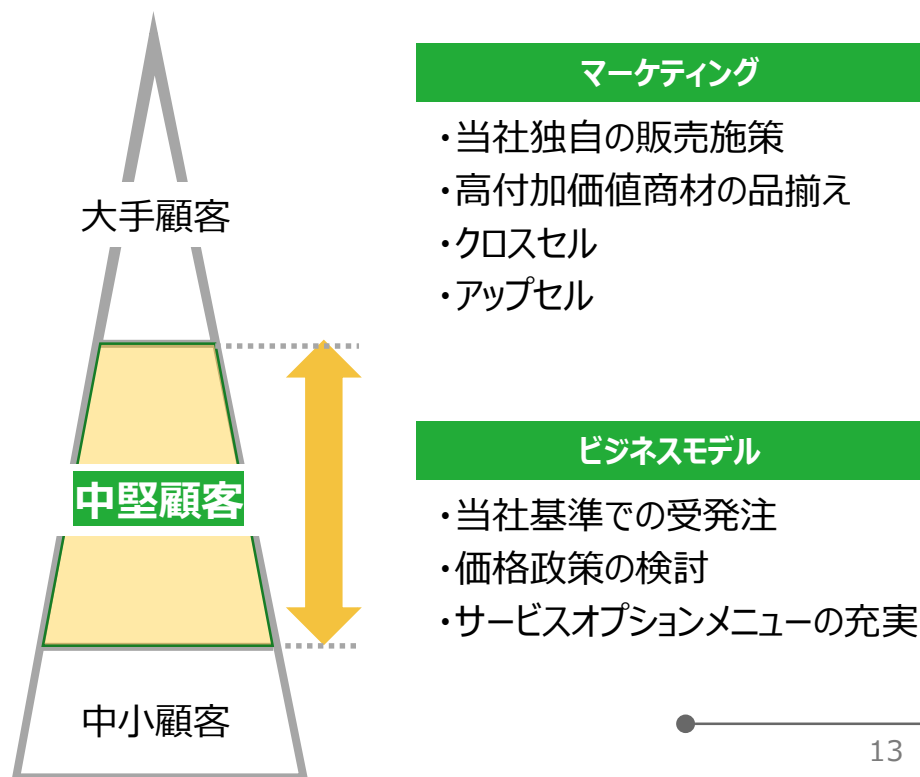 大手顧客
中堅顧客
中小顧客
マーケティング
・当社独自の販売施策
・高付加価値商材の品揃え
・クロスセル
・アップセル
ビジネスモデル
・当社基準での受発注
・価格政策の検討
・サービスオプションメニューの充実
13